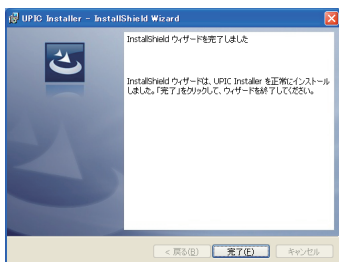 UPIC Installer - InstallShield Wizard
InstallShield ウィザードを完了しました
InstallShield ウィザードは、UPIC Installer を正常にインストール
しました。「完了」をクリックして、ウィザードを終了してください。
< 戻る(B)
完了(F)
キャンセル